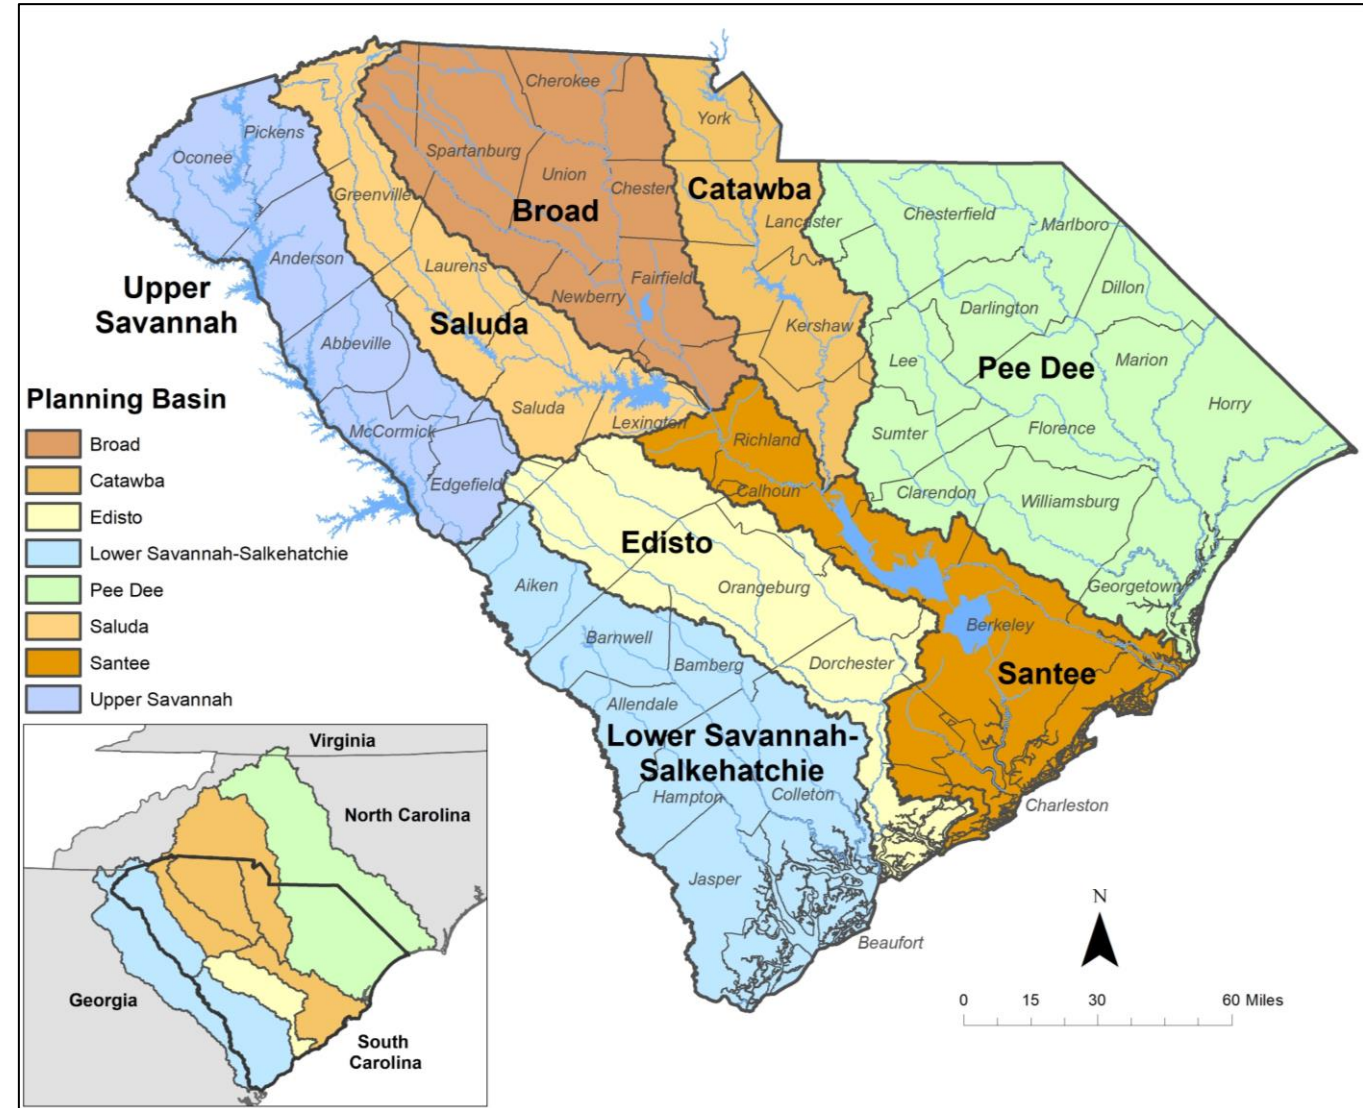 Cherokee
York
Pickens
Oconee
Spartanburg
Union
Chester
Catawba
Greenville
Broad
Lancaster
Chesterfield
Marlboro
Anderson
Laurens
Fairfield
Newberry
Upper
Savannah
Saluda
Abbeville
Kershaw
Darlington
Dillon
Lee
Pee Dee
Marion
Planning Basin
Saluda
Lexington
McCormick
Richland
Sumter
Florence
Horry
Broad
Catawba
Edisto
Lower Savannah-Salkehatchie
Pee Dee
Saluda
Santee
Upper Savannah
Edgefield
Calhoun
Clarendon
Williamsburg
Edisto
Aiken
Orangeburg
Georgetown
Barnwell
Bamberg
Dorchester
Berkeley
Santee
Allendale
Lower Savannah-
Salkehatchie
Hampton
Colleton
Charleston
Jasper
Beaufort
Virginia
North Carolina
Georgia
South
Carolina
N
0 15 30 60 Miles